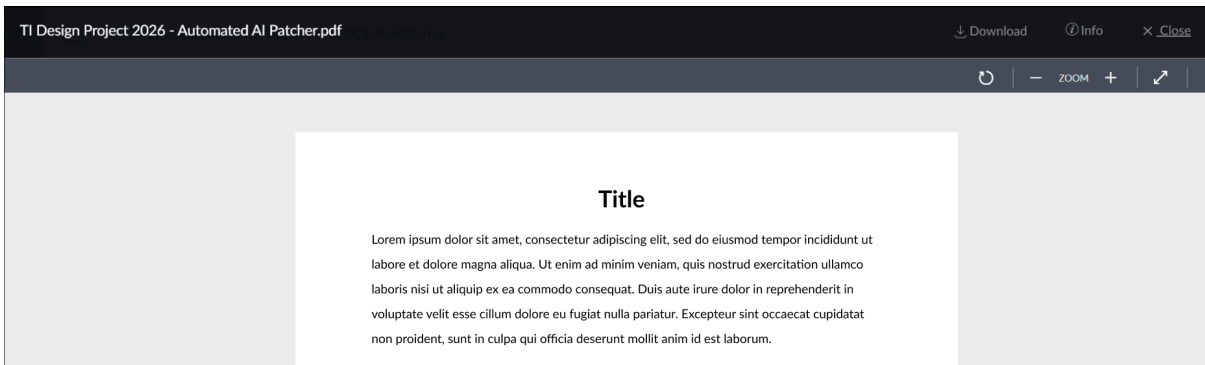 TI Design Project 2026 - Automated AI Patcher.pdf
Download
Info
Close
ZOOM
Title
Lorem ipsum dolor sit amet, consectetur adipiscing elit, sed do eiusmod tempor incididunt ut
labore et dolore magna aliqua. Ut enim ad minim veniam, quis nostrud exercitation ullamco
laboris nisi ut aliquip ex ea commodo consequat. Duis aute irure dolor in reprehenderit in
voluptate velit esse cillum dolore eu fugiat nulla pariatur. Excepteur sint occaecat cupidatat
non proident, sunt in culpa qui officia deserunt mollit anim id est laborum.